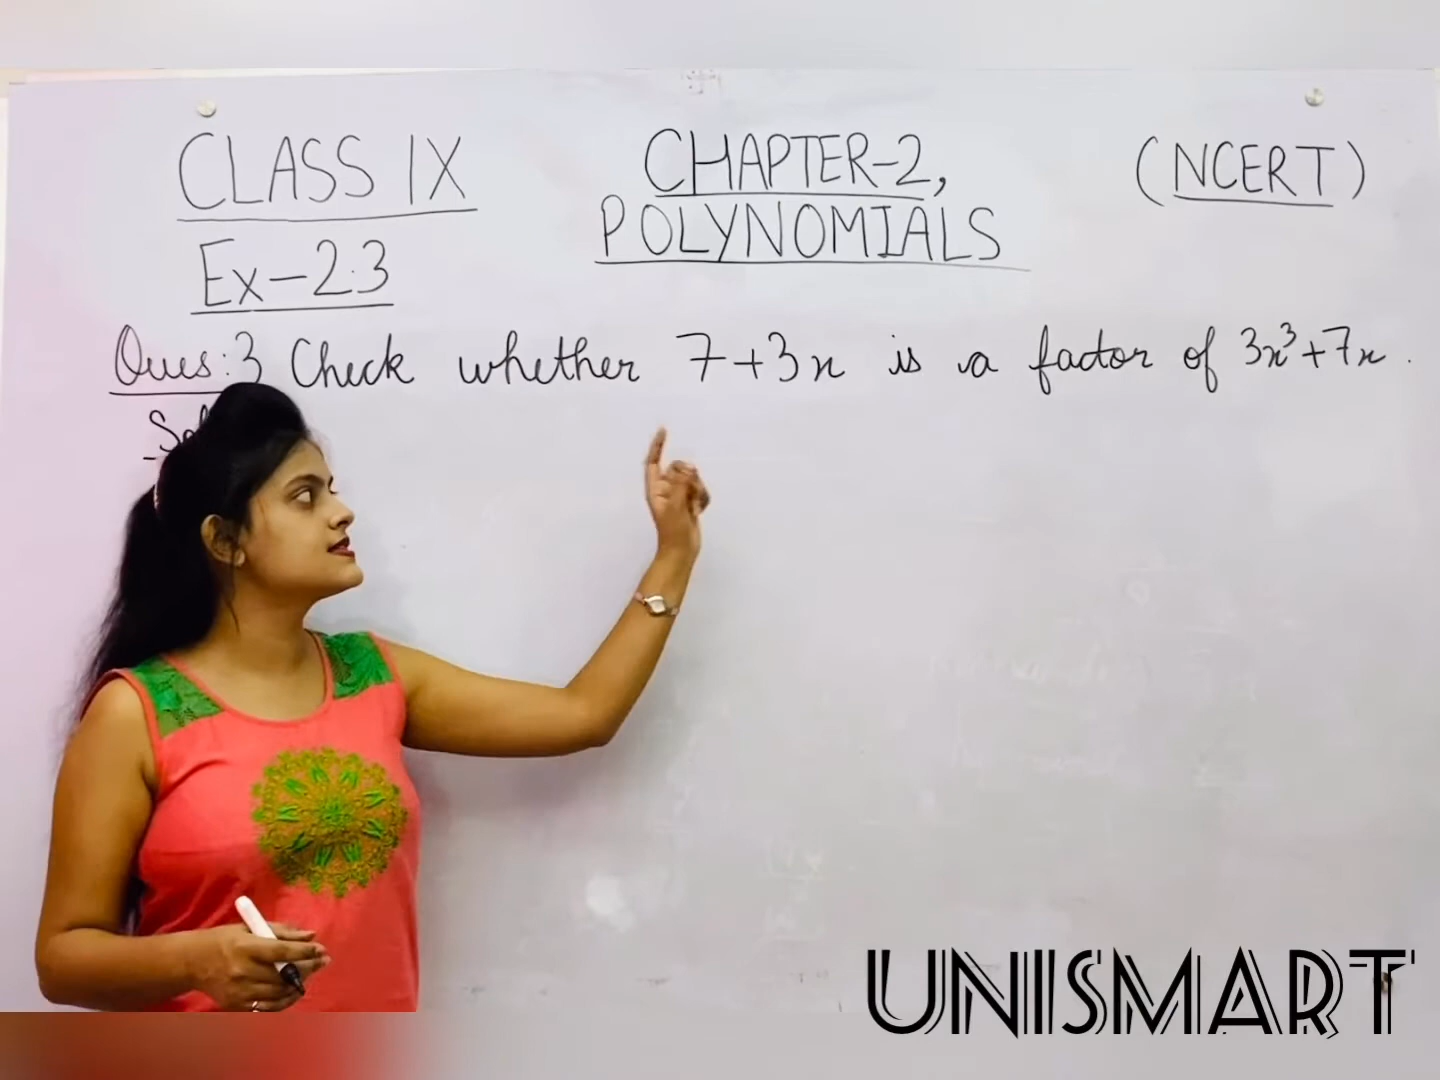 CLASS IX
CHAPTER-2,
(NCERT)
POLYNOMIALS
Ex-2.3
Ques:3 Check whether 7+3x is a factor of 3x³+7x.
UNISMART